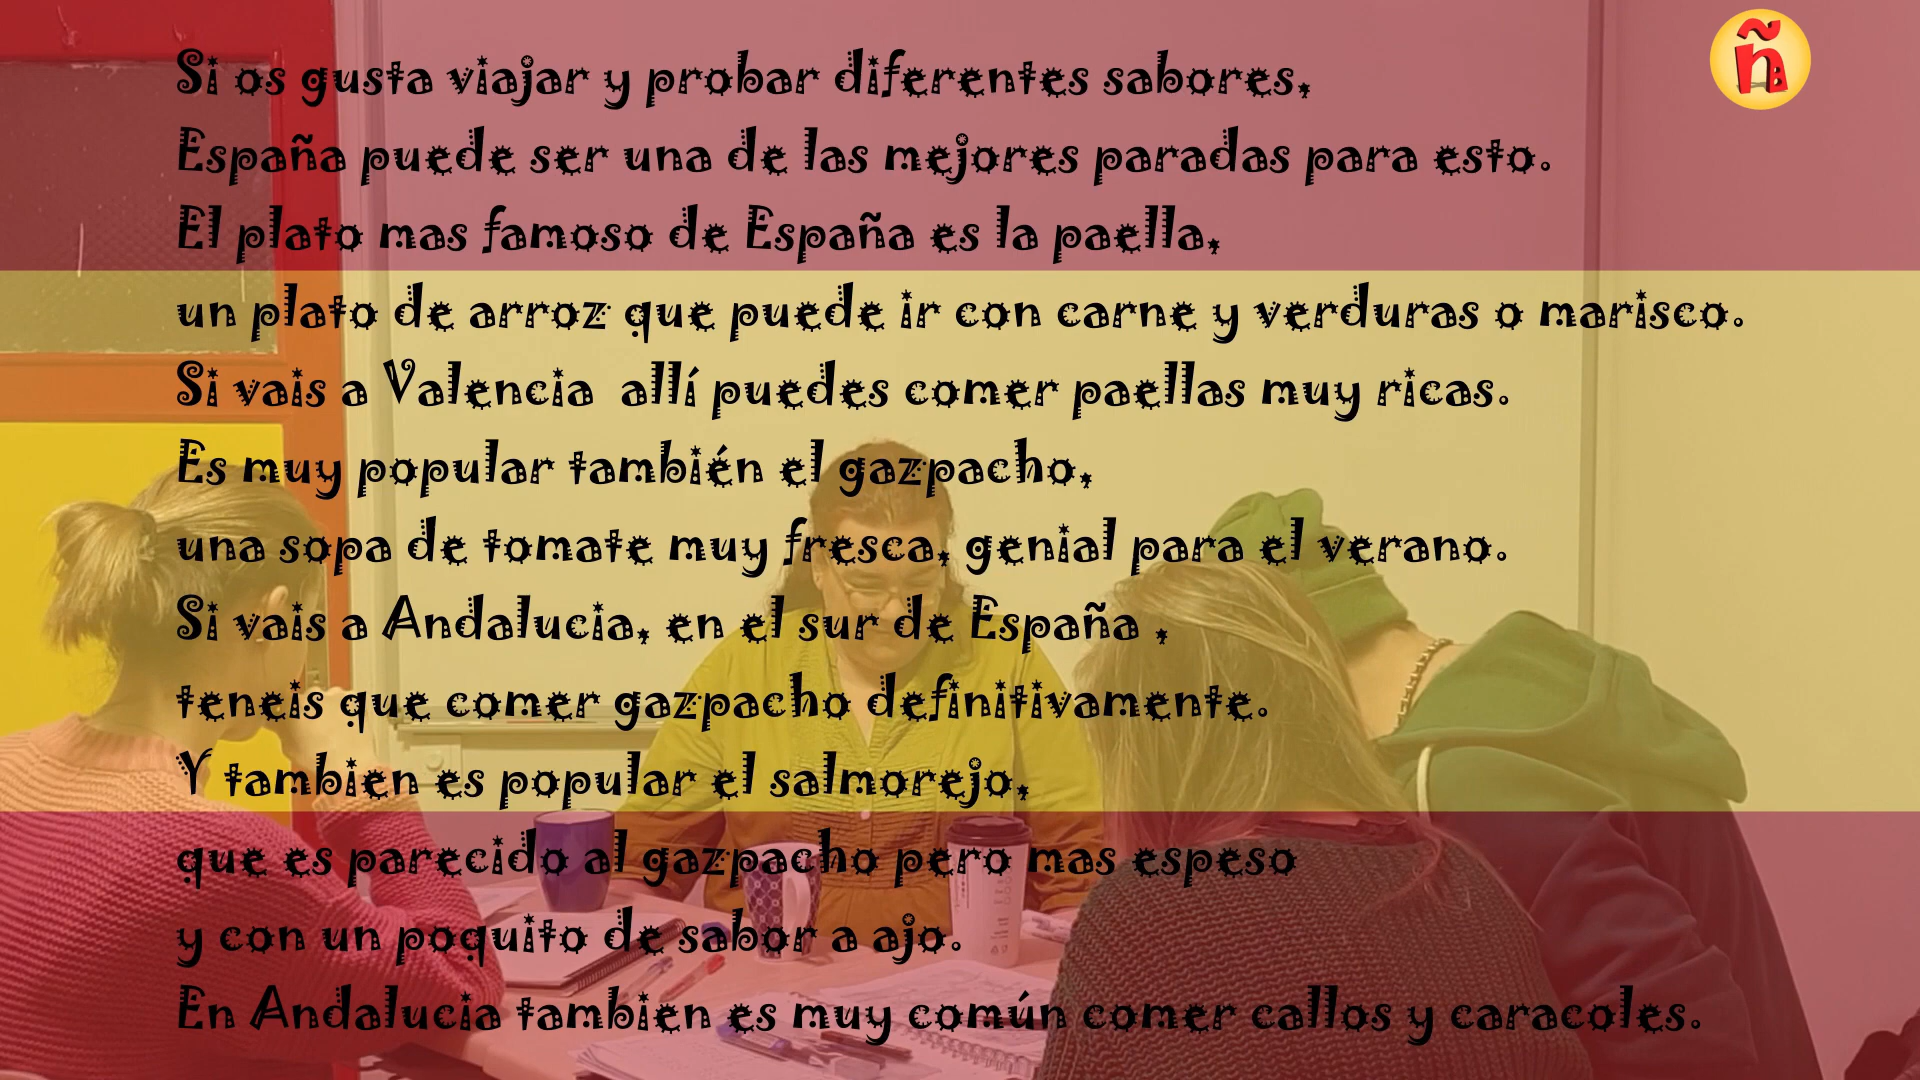 ñ
Si os gusta viajar y probar diferentes sabores,
España puede ser una de las mejores paradas para esto.
El plato mas famoso de España es la paella,
un plato de arroz que puede ir con carne y verduras o marisco.
Si vais a Valencia allí puedes comer paellas muy ricas.
Es muy popular también el gazpacho,
una sopa de tomate muy fresca, genial para el verano.
Si vais a Andalucia, en el sur de España ,
teneis que comer gazpacho definitivamente.
Y tambien es popular el salmorejo,
que es parecido al gazpacho pero mas espeso
y con un poquito de sabor a ajo.
En Andalucia tambien es muy común comer callos y caracoles.